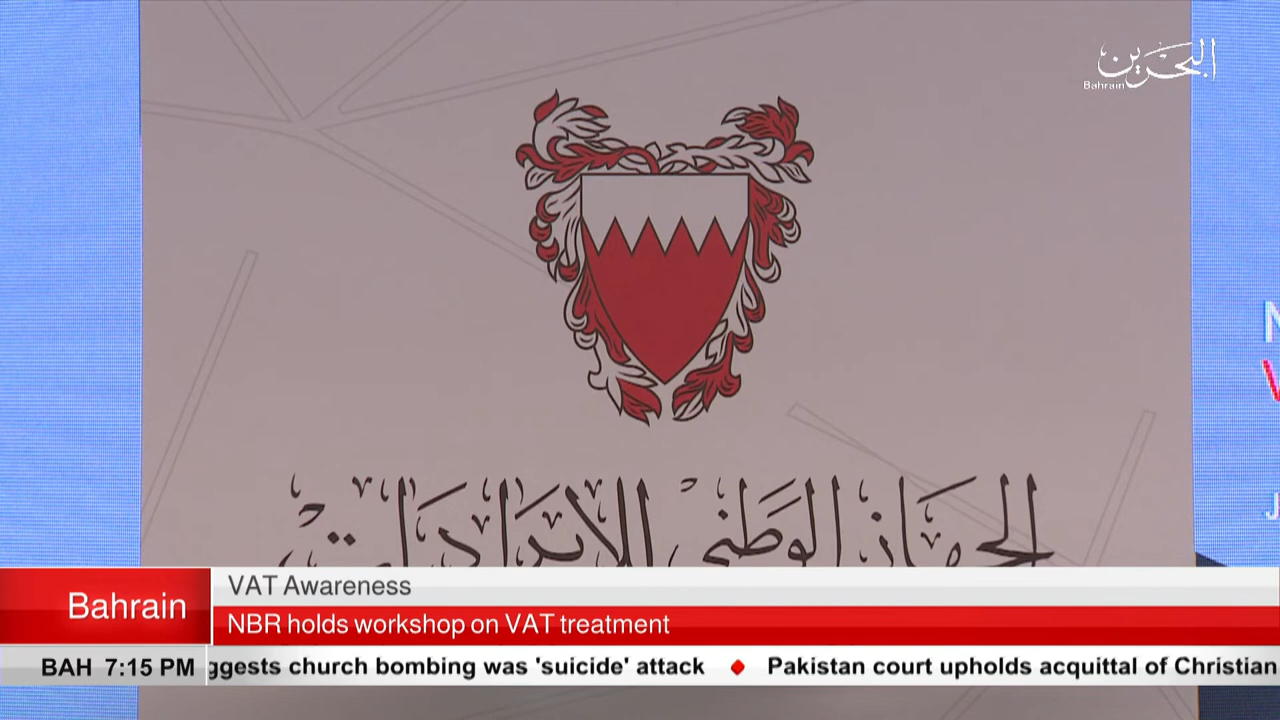 البحرين
Bahrain
الجهاز الوطني للإيرادات
Bahrain
VAT Awareness
NBR holds workshop on VAT treatment
BAH 7:15 PM
ggests church bombing was 'suicide' attack
Pakistan court upholds acquittal of Christian